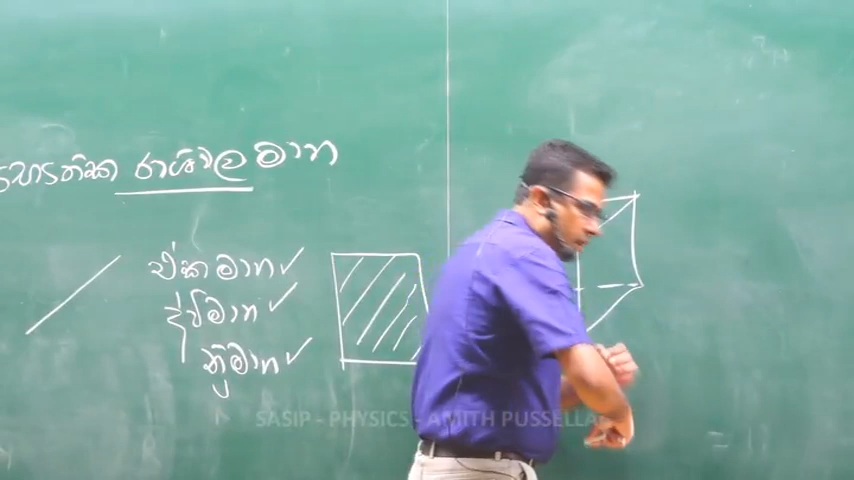 භෞතික රාශිවල මාන
ඒකමාන ✓
ද්විමාන ✓
ත්‍රිමාන ✓
SASIP - PHYSICS - AMITH PUSSELLA